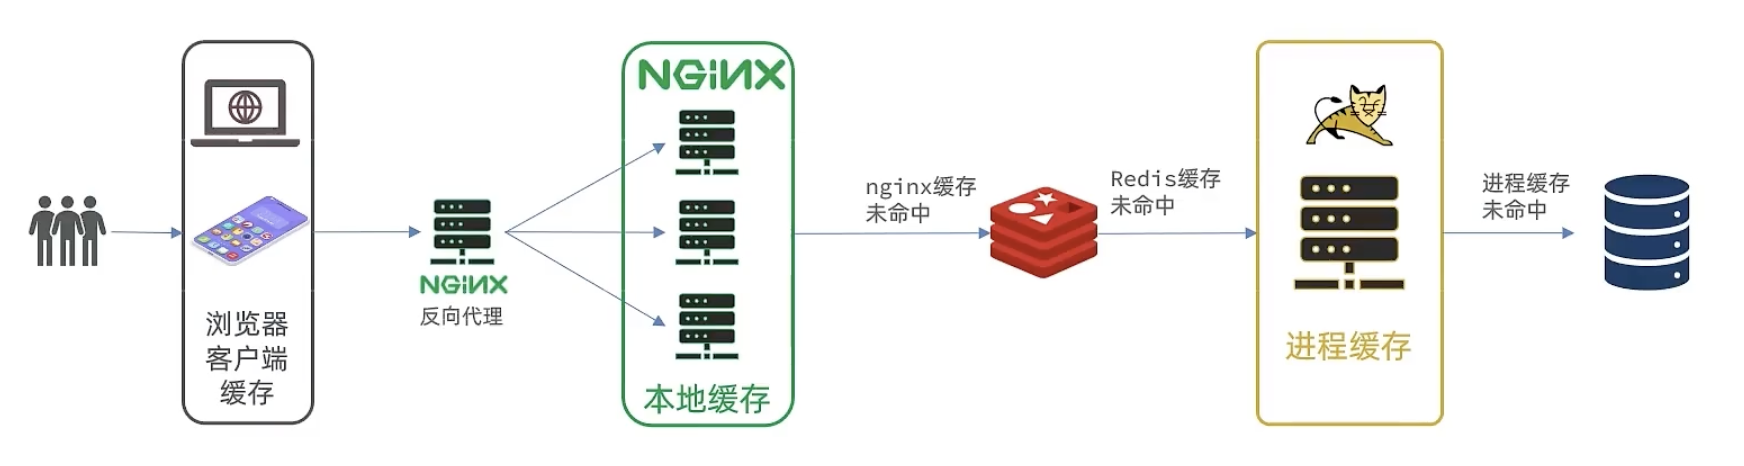 浏览器
客户端
缓存
NGINX
反向代理
NGINX
本地缓存
nginx缓存
未命中
Redis缓存
未命中
进程缓存
进程缓存
未命中